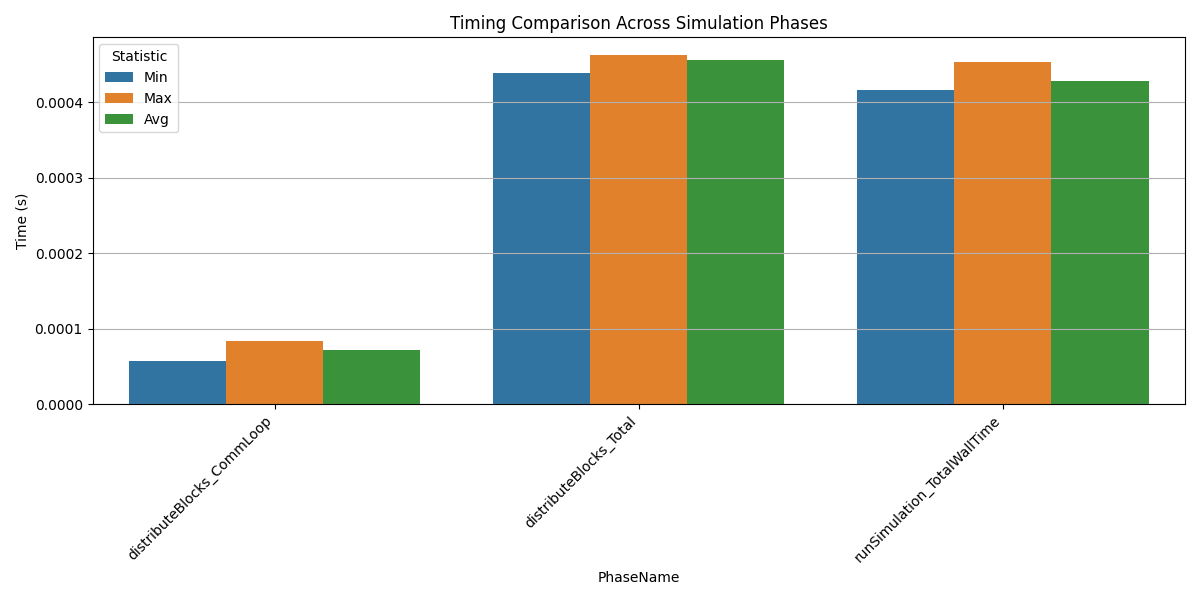 Timing Comparison Across Simulation Phases
Statistic
Min
Max
Avg
Time (s)
0.0004
0.0003
0.0002
0.0001
0.0000
distributeBlocks_CommLoop
distributeBlocks_Total
runSimulation_TotalWallTime
PhaseName